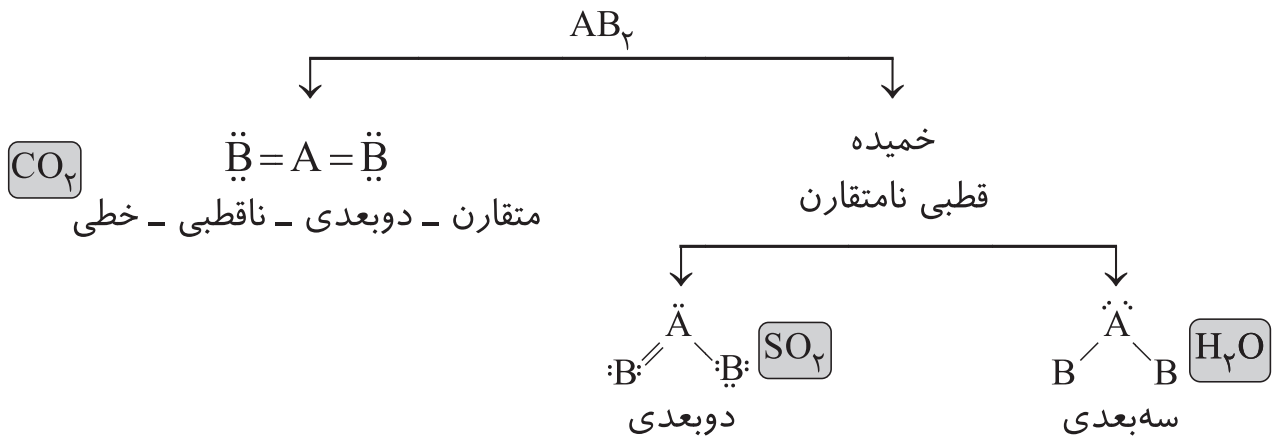 AB۲
CO۲
B=A=B
متقارن – دوبعدی – ناقطبی – خطی
خمیده
قطبی نامتقارن
A
B B
SO۲
دوبعدی
A
B B
H۲O
سه‌بعدی